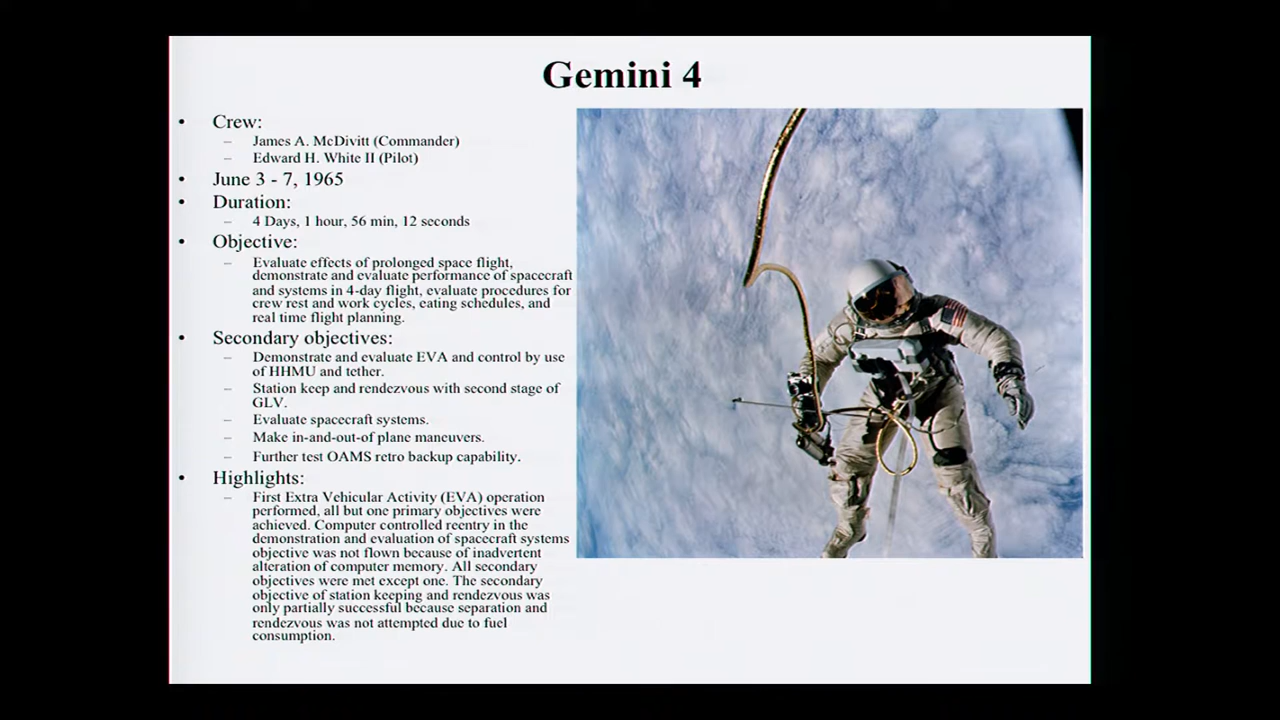 Gemini 4
• Crew:
– James A. McDivitt (Commander)
– Edward H. White II (Pilot)
• June 3 - 7, 1965
• Duration:
– 4 Days, 1 hour, 56 min, 12 seconds
• Objective:
– Evaluate effects of prolonged space flight,
demonstrate and evaluate performance of spacecraft
and systems in 4-day flight, evaluate procedures for
crew rest and work cycles, eating schedules, and
real time flight planning.
• Secondary objectives:
– Demonstrate and evaluate EVA and control by use
of HHMU and tether.
– Station keep and rendezvous with second stage of
GLV.
– Evaluate spacecraft systems.
– Make in-and-out-of plane maneuvers.
– Further test OAMS retro backup capability.
• Highlights:
– First Extra Vehicular Activity (EVA) operation
performed, all but one primary objectives were
achieved. Computer controlled reentry in the
demonstration and evaluation of spacecraft systems
objective was not flown because of inadvertent
alteration of computer memory. All secondary
objectives were met except one. The secondary
objective of station keeping and rendezvous was
only partially successful because separation and
rendezvous was not attempted due to fuel
consumption.